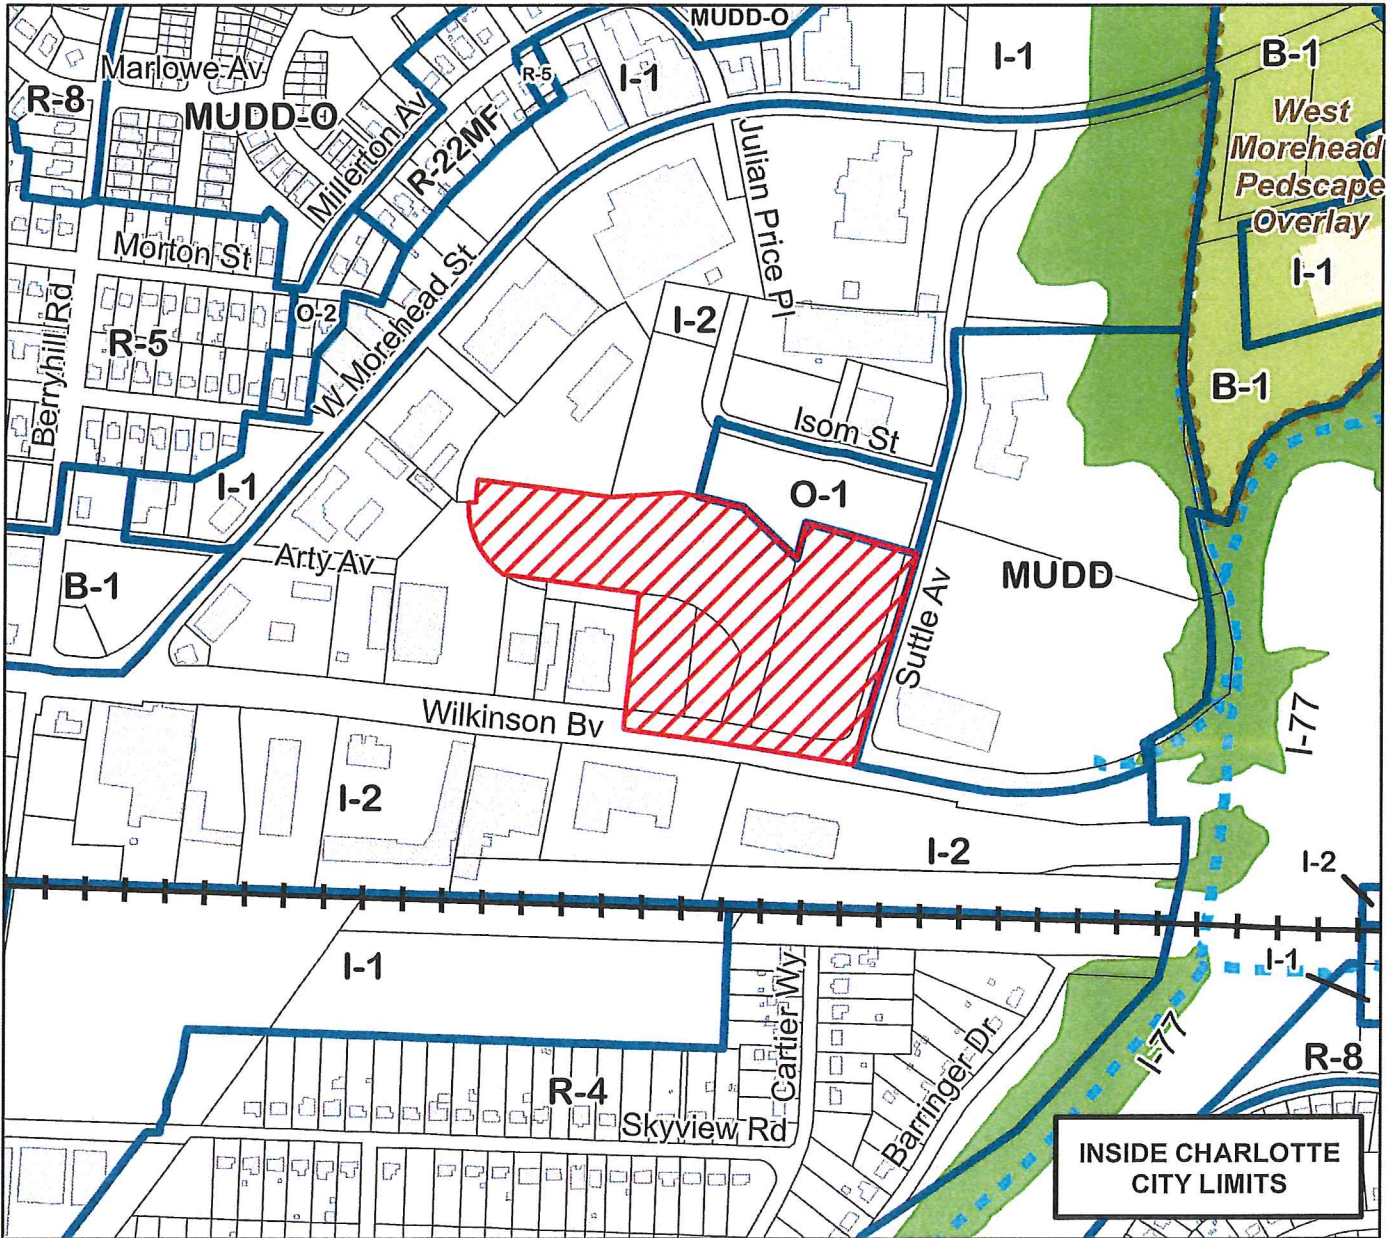 MUDD-O
B-1
I-1
R-5
I-1
Marlowe Av
R-8
MUDD-O
Millerton Av
R-22MF
West
Morehead
Pedscape
Overlay
Julian Price Pl
Morton St
W Morehead St
I-1
Berryhill Rd
O-2
I-2
R-5
B-1
Isom St
I-1
O-1
Arty Av
B-1
MUDD
Suttle Av
Wilkinson Bv
I-77
I-2
I-2
I-2
I-1
I-1
Cartier Wy
Barringer Dr
I-77
R-8
R-4
Skyview Rd
INSIDE CHARLOTTE
CITY LIMITS